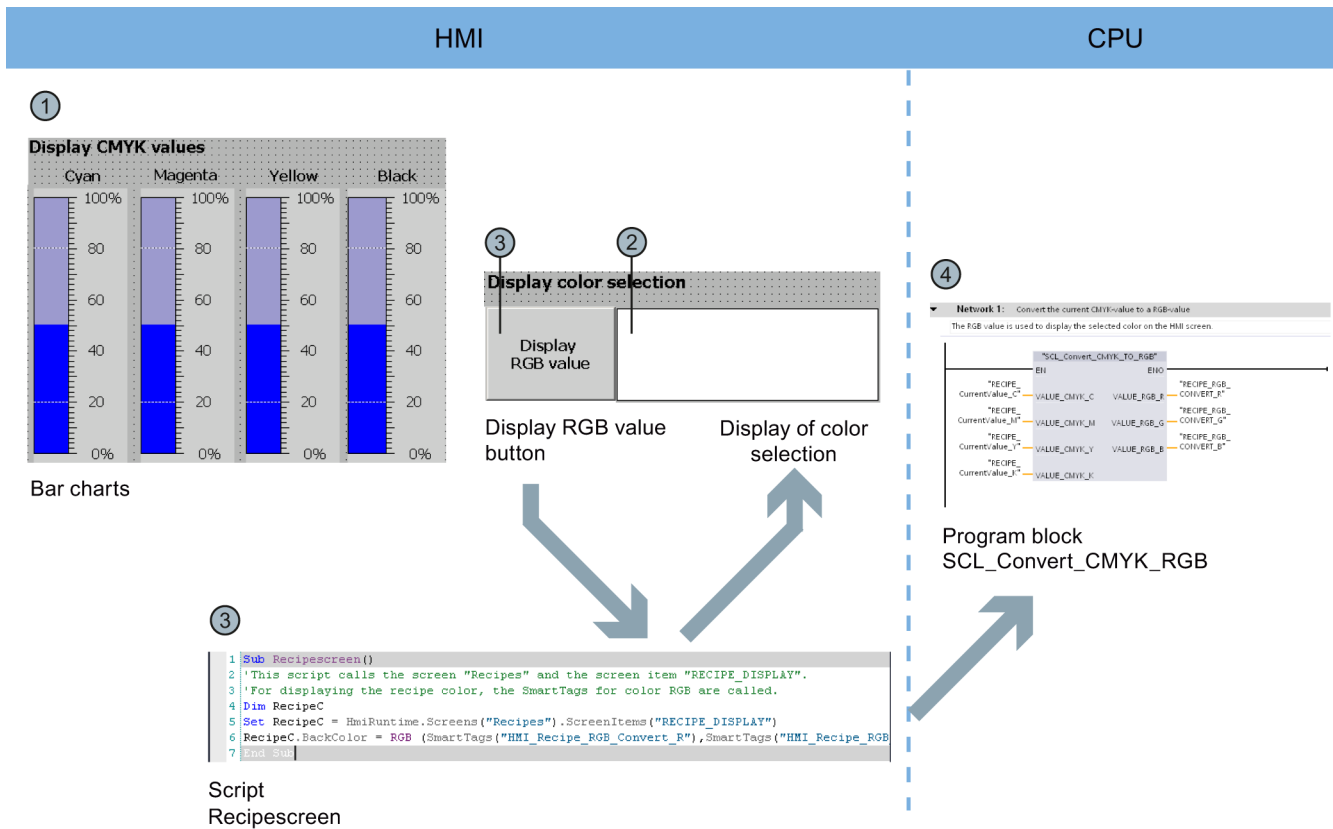 HMI
CPU
1
Display CMYK values
Cyan Magenta Yellow Black
100% 100% 100% 100%
80 80 80 80
60 60 60 60
40 40 40 40
20 20 20 20
0% 0% 0% 0%
Bar charts
3 2
Display color selection
Display
RGB value
Display RGB value
button
Display of color
selection
4
Network 1: Convert the current CMYK-value to a RGB-value
The RGB value is used to display the selected color on the HMI screen.
"SCL_Convert_CMYK_TO_RGB"
EN ENO
"RECIPE_
CurrentValue_C" VALUE_CMYK_C VALUE_RGB_R "RECIPE_RGB_
CONVERT_R"
"RECIPE_
CurrentValue_M" VALUE_CMYK_M VALUE_RGB_G "RECIPE_RGB_
CONVERT_G"
"RECIPE_
CurrentValue_Y" VALUE_CMYK_Y VALUE_RGB_B "RECIPE_RGB_
CONVERT_B"
"RECIPE_
CurrentValue_K" VALUE_CMYK_K
Program block
SCL_Convert_CMYK_RGB
3
1 Sub Recipescreen()
2 'This script calls the screen "Recipes" and the screen item "RECIPE_DISPLAY".
3 'For displaying the recipe color, the SmartTags for color RGB are called.
4 Dim RecipeC
5 Set RecipeC = HmiRuntime.Screens("Recipes").ScreenItems("RECIPE_DISPLAY")
6 RecipeC.BackColor = RGB (SmartTags("HMI_Recipe_RGB_Convert_R"),SmartTags("HMI_Recipe_RGB
7 End Sub
Script
Recipescreen